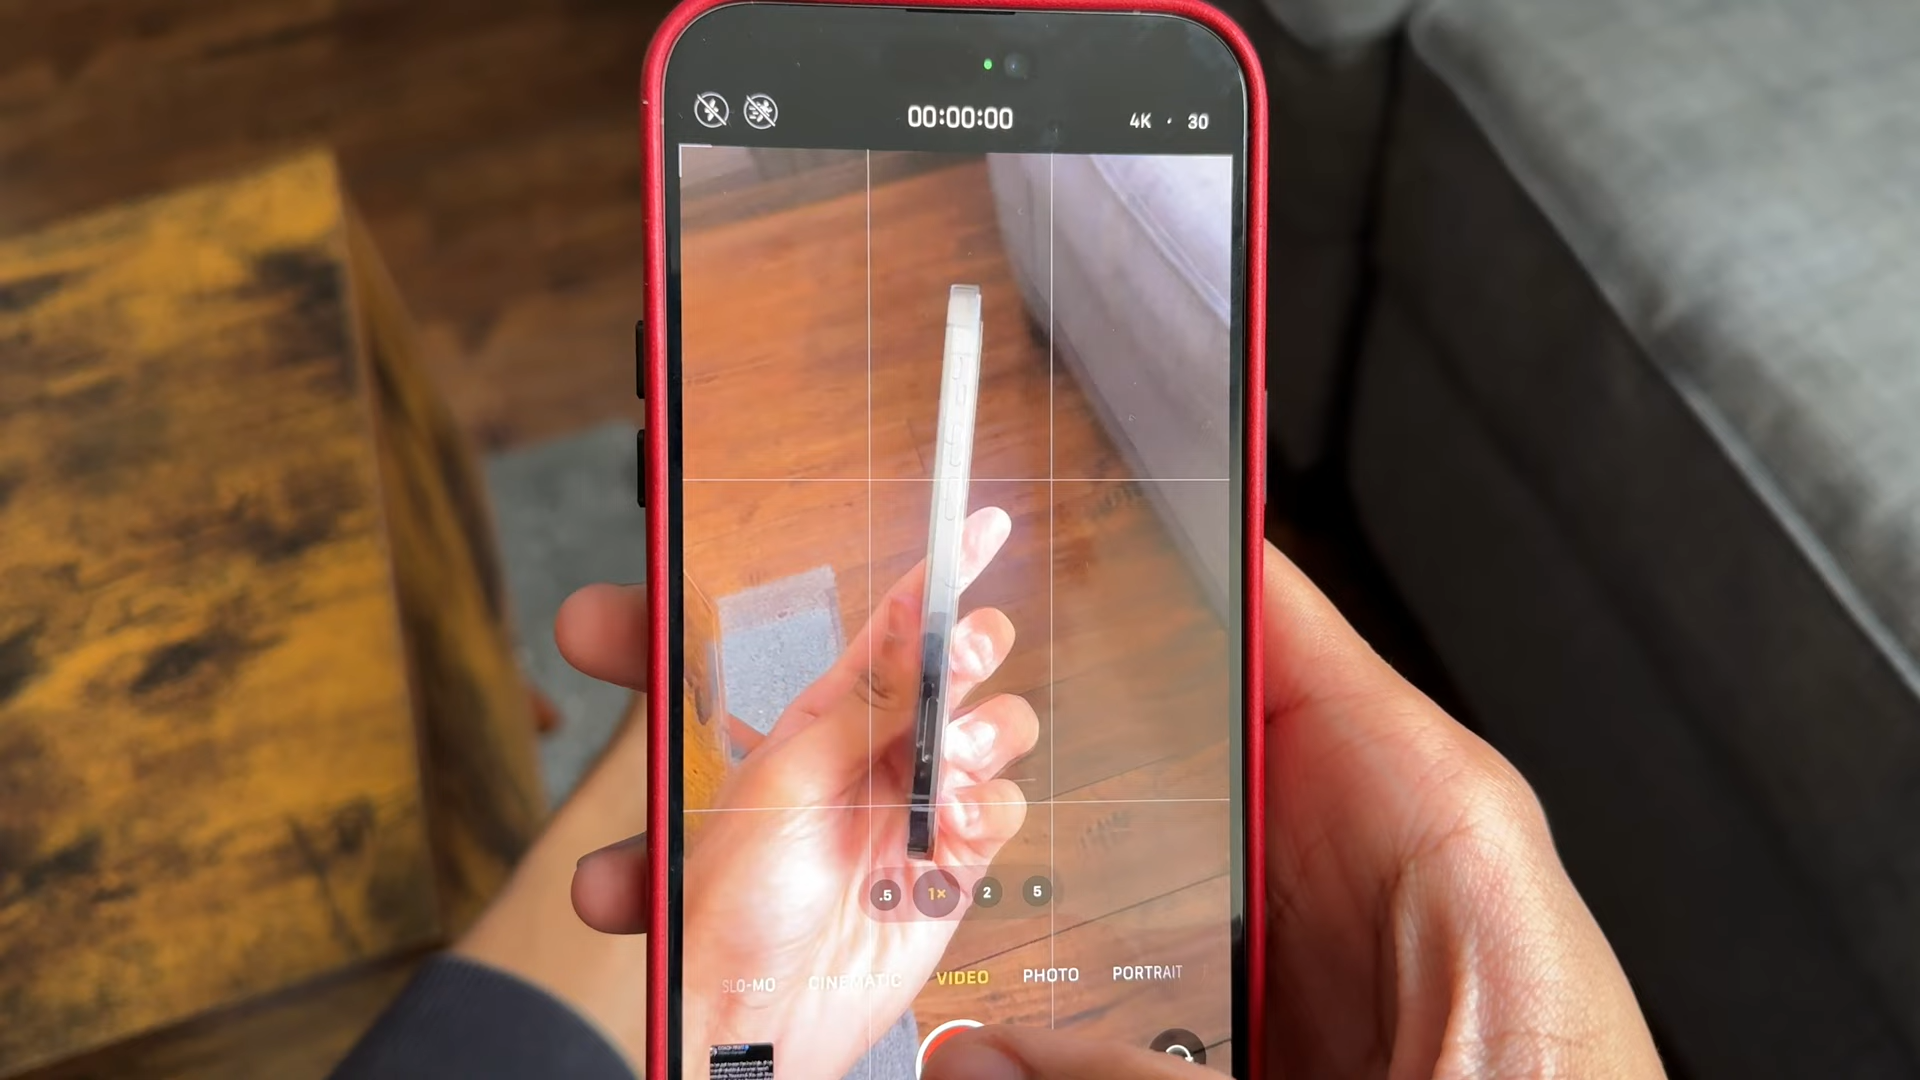 00:00:00
4K · 30
.5 1× 2 5
SLO-MO CINEMATIC VIDEO PHOTO PORTRAIT